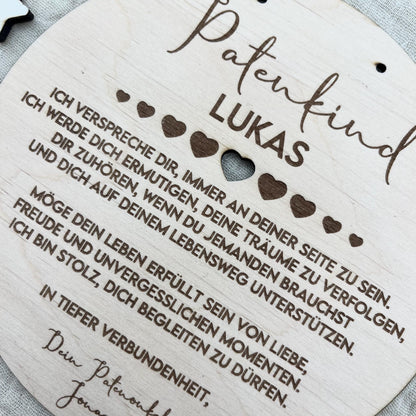 Patenkind
LUKAS
ICH VERSPRECHE DIR, IMMER AN DEINER SEITE ZU SEIN.
ICH WERDE DICH ERMUTIGEN, DEINE TRÄUME ZU VERFOLGEN,
DIR ZUHÖREN, WENN DU JEMANDEN BRAUCHST
UND DICH AUF DEINEM LEBENSWEG UNTERSTÜTZEN.
MÖGE DEIN LEBEN ERFÜLLT SEIN VON LIEBE,
FREUDE UND UNVERGESSLICHEN MOMENTEN.
ICH BIN STOLZ, DICH BEGLEITEN ZU DÜRFEN.
IN TIEFER VERBUNDENHEIT,
Dein